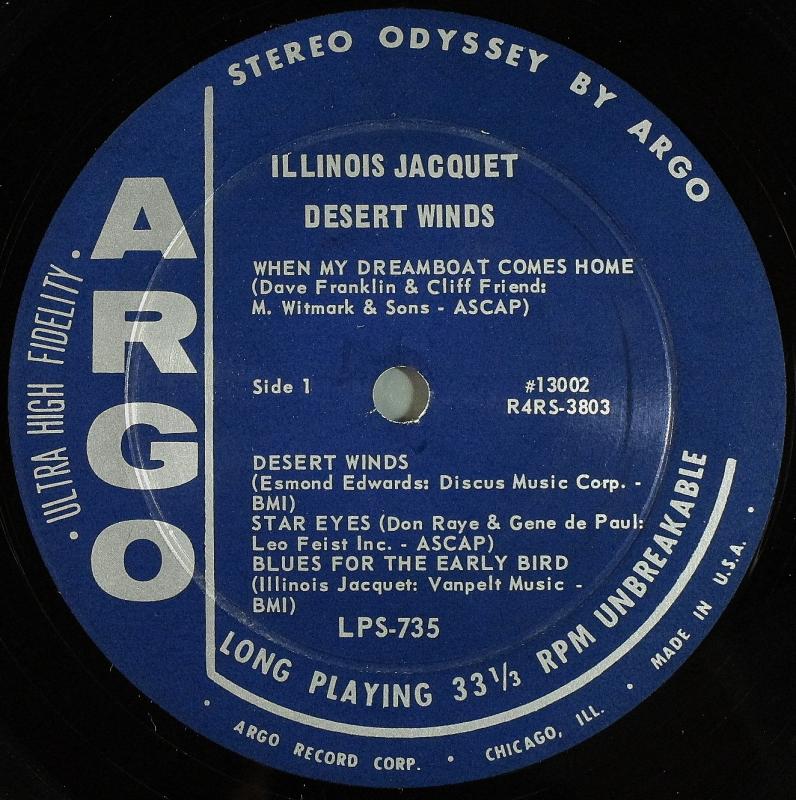 STEREO ODYSSEY BY ARGO
ARGO
· ULTRA HIGH FIDELITY ·
ILLINOIS JACQUET
DESERT WINDS
WHEN MY DREAMBOAT COMES HOME
(Dave Franklin & Cliff Friend:
M. Witmark & Sons - ASCAP)
Side 1
#13002
R4RS-3803
DESERT WINDS
(Esmond Edwards: Discus Music Corp. -
BMI)
STAR EYES (Don Raye & Gene de Paul:
Leo Feist Inc. - ASCAP)
BLUES FOR THE EARLY BIRD
(Illinois Jacquet: Vanpelt Music -
BMI)
LPS-735
LONG PLAYING 33 1/3 RPM UNBREAKABLE
· ARGO RECORD CORP. · CHICAGO, ILL. · MADE IN U.S.A. ·